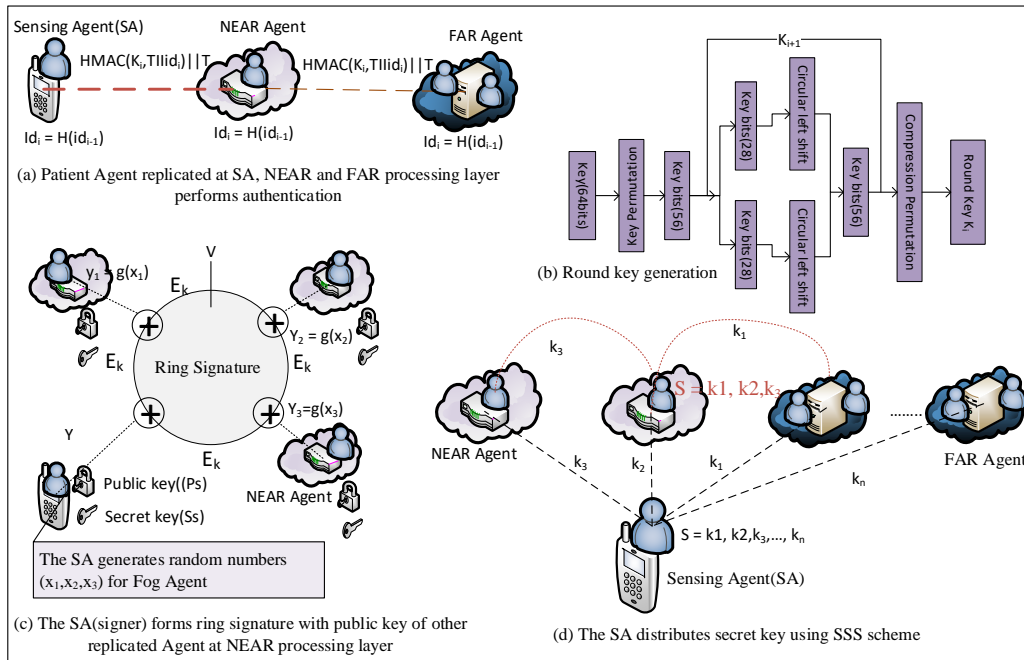 Sensing Agent(SA)
NEAR Agent
FAR Agent
HMAC(Ki,TIIidi)||T
HMAC(Ki,TIIidi)||T
Idi = H(idi-1)
Idi = H(idi-1)
Idi = H(idi-1)
(a) Patient Agent replicated at SA, NEAR and FAR processing layer
performs authentication
Ki+1
Key(64bits)
Key Permutation
Key bits(56)
Key bits(28)
Circular left shift
Key bits(28)
Circular left shift
Key bits(56)
Compression Permutation
Round Key Ki
(b) Round key generation
V
y1 = g(x1)
Ek
Y2 = g(x2)
Ek
Ring Signature
Ek
Y3=g(x3)
Y
Ek
NEAR Agent
Public key((Ps)
Secret key(Ss)
The SA generates random numbers
(x1,x2,x3) for Fog Agent
(c) The SA(signer) forms ring signature with public key of other
replicated Agent at NEAR processing layer
k3
k1
S = k1, k2,k3
NEAR Agent
FAR Agent
........
k3
k2
k1
kn
S = k1, k2,k3,..., kn
Sensing Agent(SA)
(d) The SA distributes secret key using SSS scheme